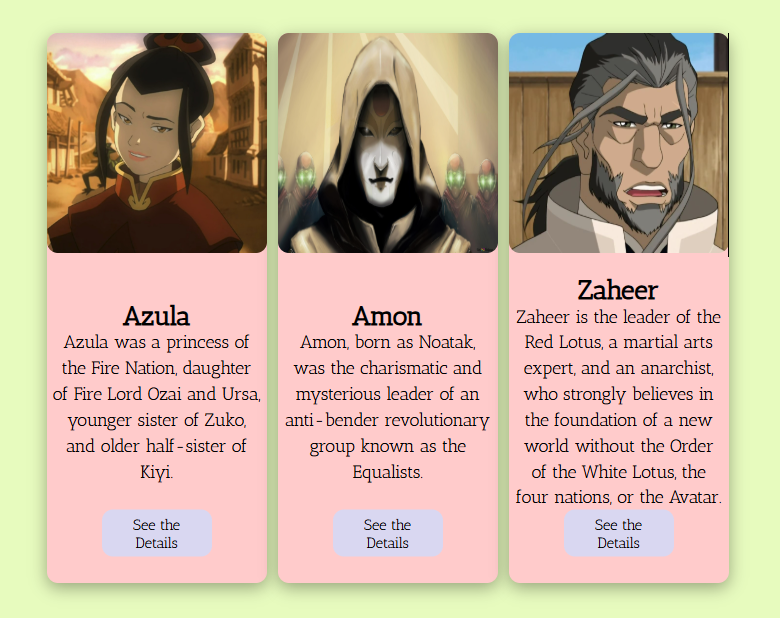 Azula
Azula was a princess of
the Fire Nation, daughter
of Fire Lord Ozai and Ursa,
younger sister of Zuko,
and older half-sister of
Kiyi.
See the
Details
Amon
Amon, born as Noatak,
was the charismatic and
mysterious leader of an
anti-bender revolutionary
group known as the
Equalists.
See the
Details
Zaheer
Zaheer is the leader of the
Red Lotus, a martial arts
expert, and an anarchist,
who strongly believes in
the foundation of a new
world without the Order
of the White Lotus, the
four nations, or the Avatar.
See the
Details